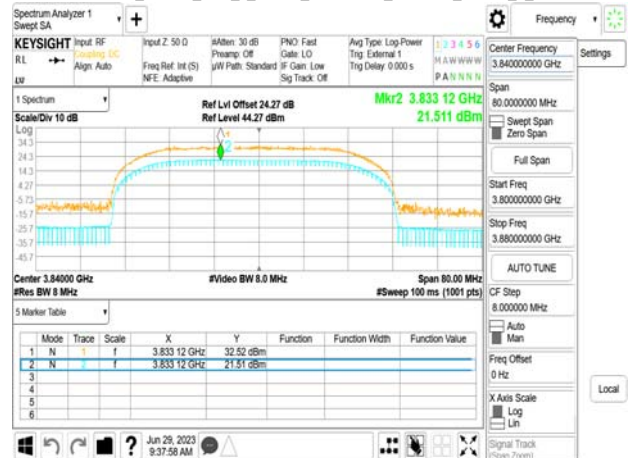 Spectrum Analyzer 1
Swept SA
Frequency
KEYSIGHT
RL
Input: RF
Coupling: DC
Align: Auto
Input Z: 50 Ω
Freq Ref: Int (S)
NFE: Adaptive
#Atten: 30 dB
Preamp: Off
µW Path: Standard
PNO: Fast
Gate: LO
IF Gain: Low
Sig Track: Off
Avg Type: Log-Power
Trig: External 1
Trig Delay: 0.000 s
1 2 3 4 5 6
M A W W W W
P A N N N N
1 Spectrum
Scale/Div 10 dB
Log
Ref Lvl Offset 24.27 dB
Ref Level 44.27 dBm
Mkr2 3.833 12 GHz
21.511 dBm
34.3
24.3
14.3
4.27
-5.73
-15.7
-25.7
-35.7
-45.7
2
Center 3.84000 GHz
#Res BW 8 MHz
#Video BW 8.0 MHz
Span 80.00 MHz
#Sweep 100 ms (1001 pts)
5 Marker Table
Mode Trace Scale X Y Function Function Width Function Value
1 N 1 f 3.833 12 GHz 32.52 dBm
2 N 2 f 3.833 12 GHz 21.51 dBm
3
4
5
6
Jun 29, 2023
9:37:58 AM
Center Frequency
3.840000000 GHz
Settings
Span
80.0000000 MHz
Swept Span
Zero Span
Full Span
Start Freq
3.800000000 GHz
Stop Freq
3.880000000 GHz
AUTO TUNE
CF Step
8.000000 MHz
Auto
Man
Freq Offset
0 Hz
X Axis Scale
Log
Lin
Local
Signal Track
(Span Zoom)